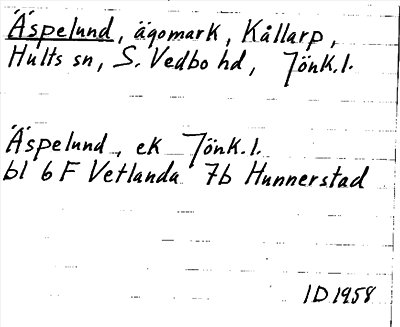 Äspelund, ägomark, Kållarp,
Hults sn, S. Vedbo hd, Jönk.l.
Äspelund, ek Jönk.l.
bl 6 F Vetlanda 7b Hunnerstad
ID 1958